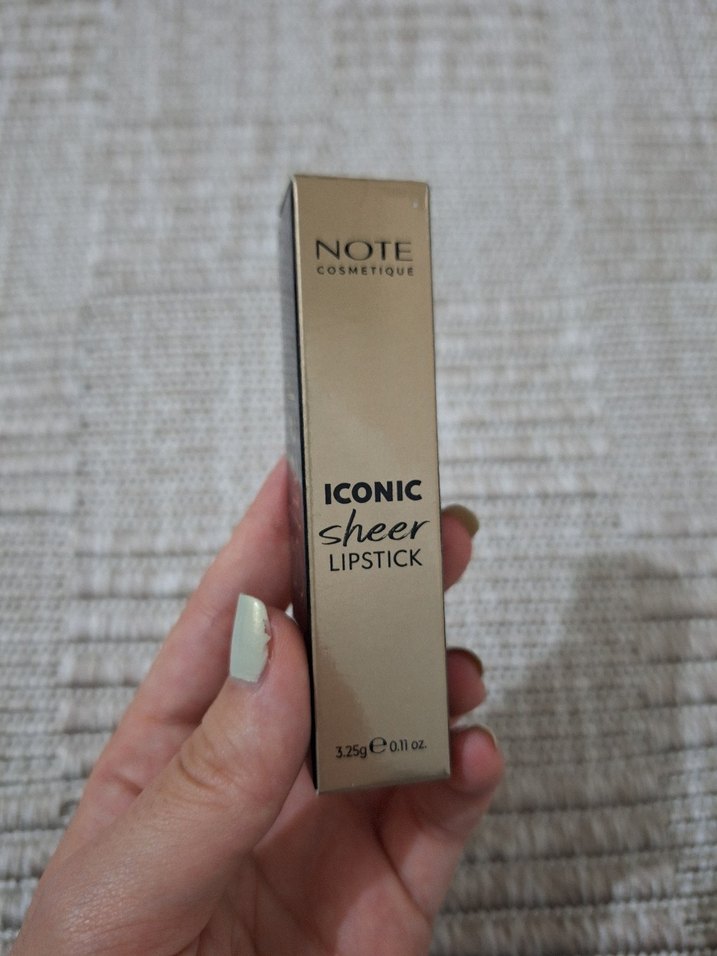 NOTE
COSMETIQUE
ICONIC
sheer
LIPSTICK
3.25g ℮ 0.11 oz.